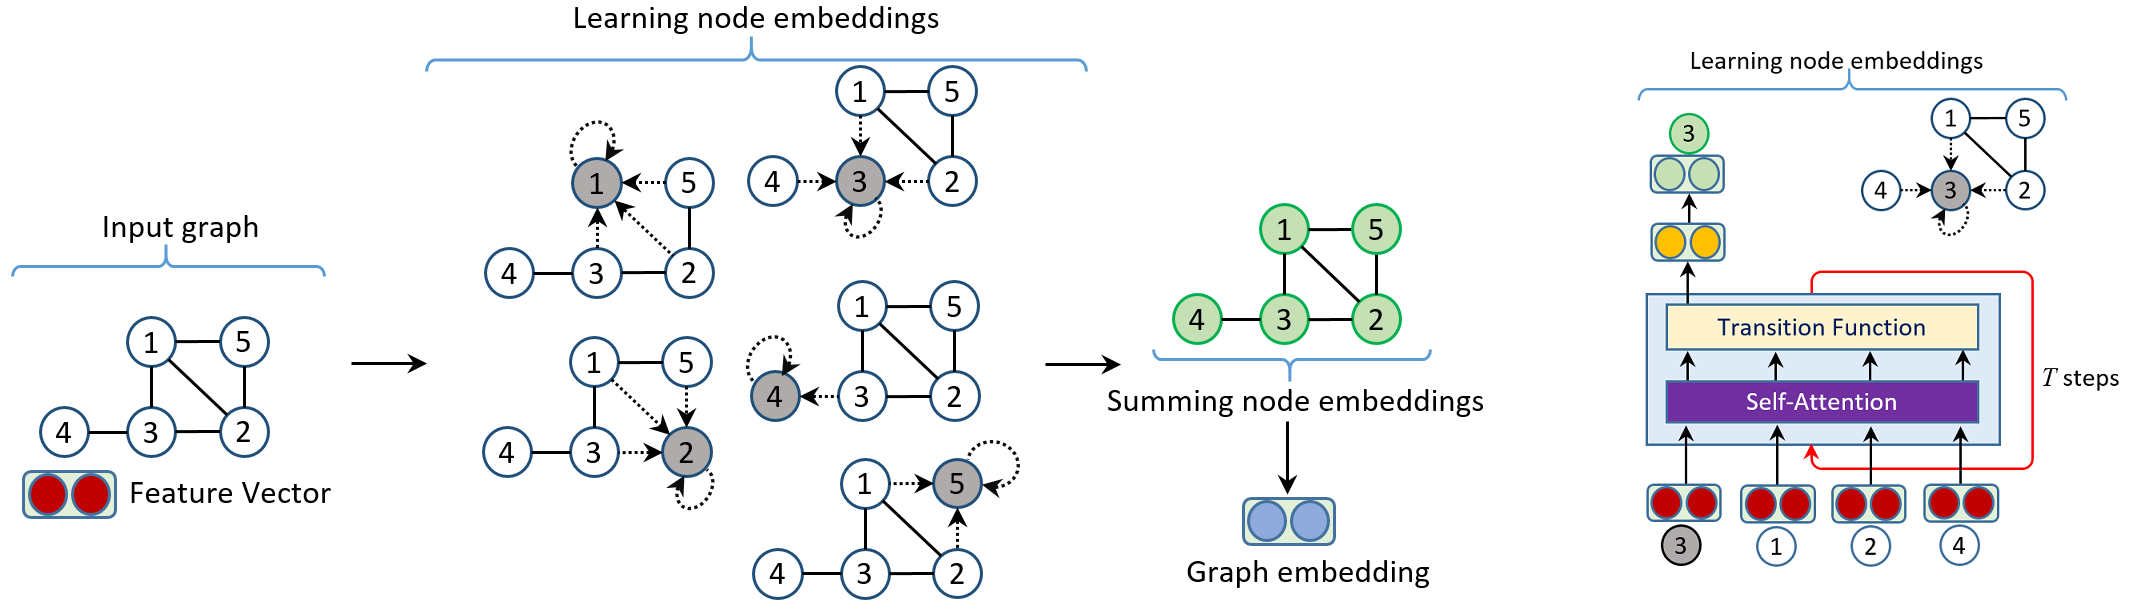 Learning node embeddings
Input graph
1 5
4 3 2
Feature Vector
1 5
4 3 2
1 5
4 3 2
1 5
4 3 2
1 5
4 3 2
1 5
4 3 2
1 5
4 3 2
Summing node embeddings
Graph embedding
Learning node embeddings
3
1 5
4 3 2
Transition Function
Self-Attention
T steps
3 1 2 4